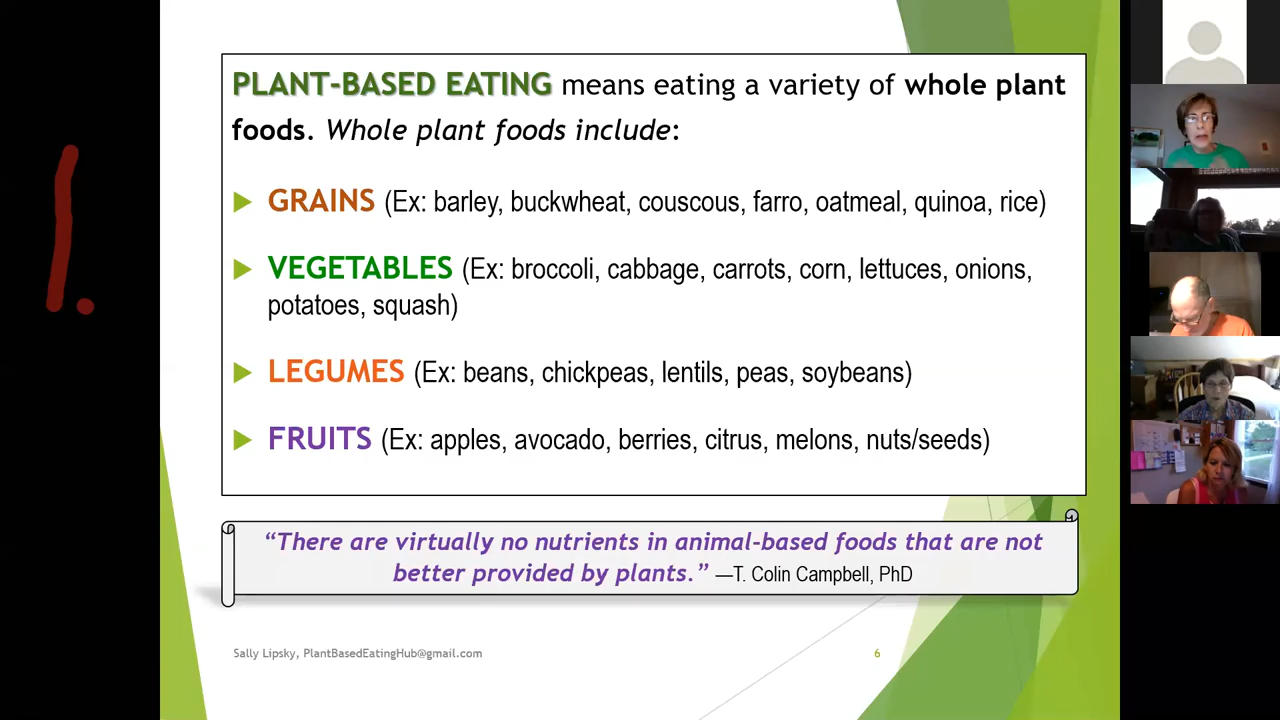 1.
PLANT-BASED EATING means eating a variety of whole plant
foods. Whole plant foods include:
GRAINS (Ex: barley, buckwheat, couscous, farro, oatmeal, quinoa, rice)
VEGETABLES (Ex: broccoli, cabbage, carrots, corn, lettuces, onions,
potatoes, squash)
LEGUMES (Ex: beans, chickpeas, lentils, peas, soybeans)
FRUITS (Ex: apples, avocado, berries, citrus, melons, nuts/seeds)
“There are virtually no nutrients in animal-based foods that are not
better provided by plants.” —T. Colin Campbell, PhD
Sally Lipsky, PlantBasedEatingHub@gmail.com
6